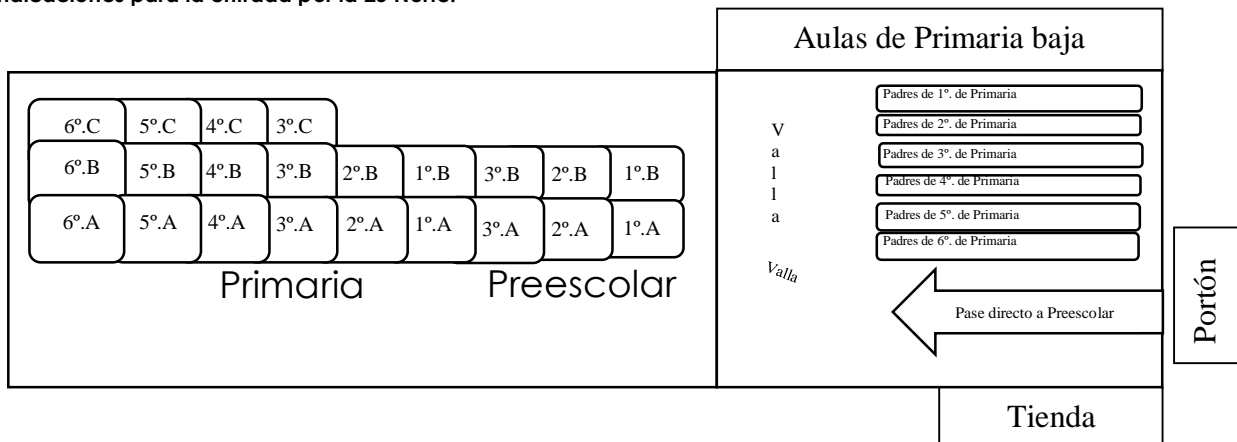 Aulas de Primaria baja
Padres de 1º. de Primaria
Padres de 2º. de Primaria
Padres de 3º. de Primaria
Padres de 4º. de Primaria
Padres de 5º. de Primaria
Padres de 6º. de Primaria
6º.C 5º.C 4º.C 3º.C
6º.B 5º.B 4º.B 3º.B 2º.B 1º.B 3º.B 2º.B 1º.B
6º.A 5º.A 4º.A 3º.A 2º.A 1º.A 3º.A 2º.A 1º.A
Primaria Preescolar
Valla
Valla
Pase directo a Preescolar
Portón
Tienda